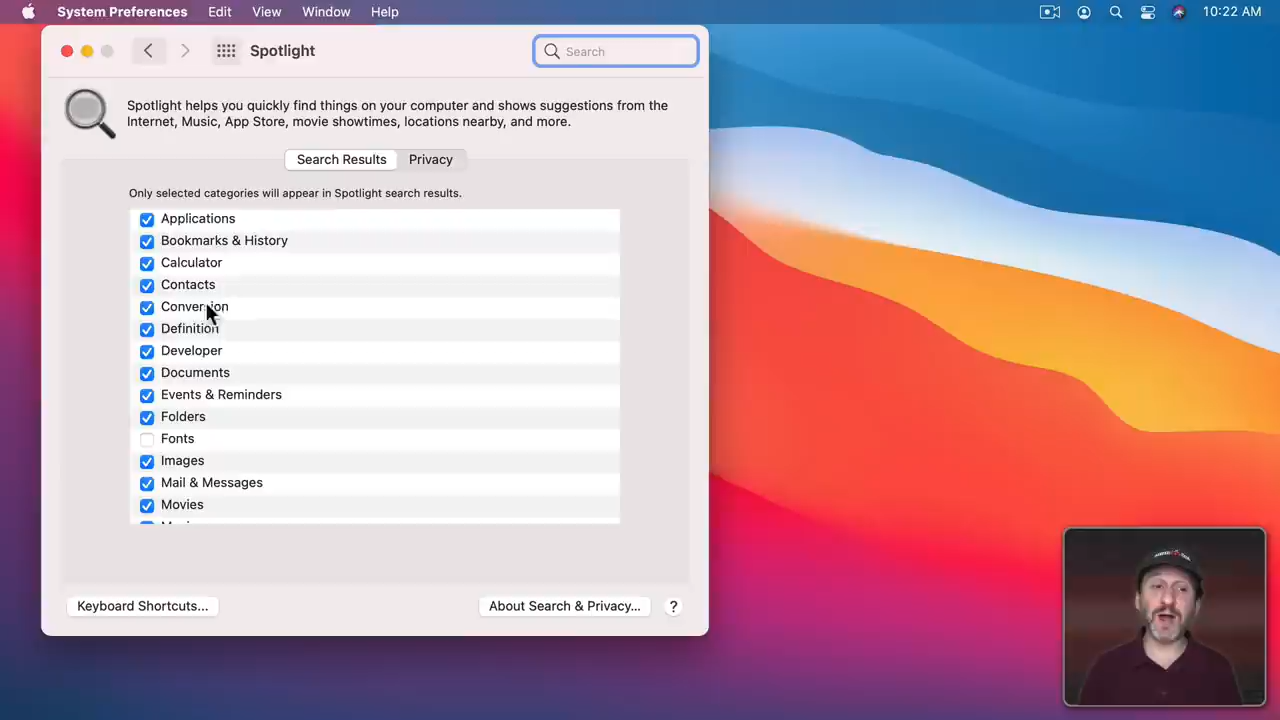 System Preferences Edit View Window Help 10:22 AM
Spotlight Search
Spotlight helps you quickly find things on your computer and shows suggestions from the
Internet, Music, App Store, movie showtimes, locations nearby, and more.
Search Results Privacy
Only selected categories will appear in Spotlight search results.
Applications
Bookmarks & History
Calculator
Contacts
Conversion
Definition
Developer
Documents
Events & Reminders
Folders
Fonts
Images
Mail & Messages
Movies
Keyboard Shortcuts... About Search & Privacy... ?